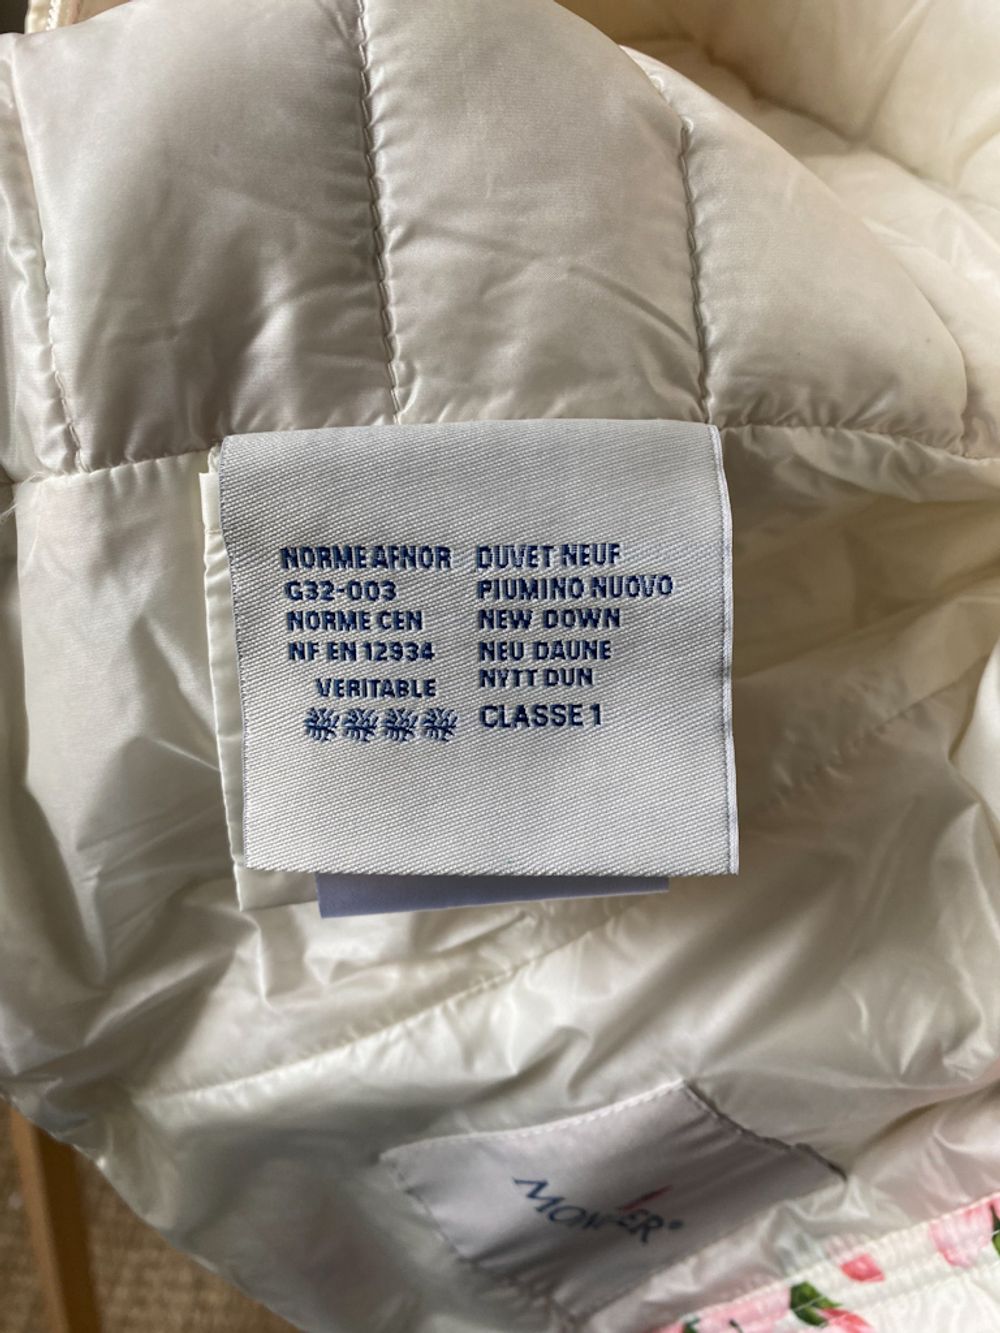 NORME AFNOR
G32-003
NORME CEN
NF EN 12934
VERITABLE
DUVET NEUF
PIUMINO NUOVO
NEW DOWN
NEU DAUNE
NYTT DUN
CLASSE 1
MONCLER®